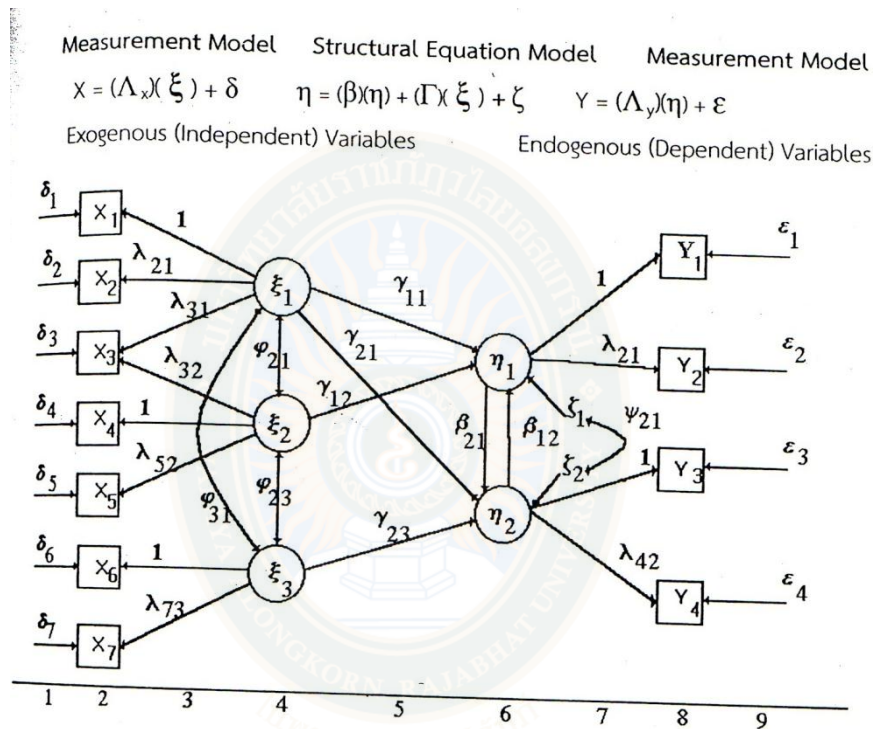 Measurement Model Structural Equation Model Measurement Model
X = (Λx)(ξ) + δ η = (β)(η) + (Γ)(ξ) + ζ Y = (Λy)(η) + ε
Exogenous (Independent) Variables Endogenous (Dependent) Variables
δ1 X1 1
δ2 X2 λ21
δ3 X3 λ31
λ32
δ4 X4 1
δ5 X5 λ52
δ6 X6 1
δ7 X7 λ73
ξ1
φ21
ξ2
φ31 φ23
ξ3
γ11
γ21
γ12
γ23
η1
β21 β12
η2
ζ1 ψ21
ζ2
1 Y1 ε1
λ21 Y2 ε2
1 Y3 ε3
λ42 Y4 ε4
1 2 3 4 5 6 7 8 9